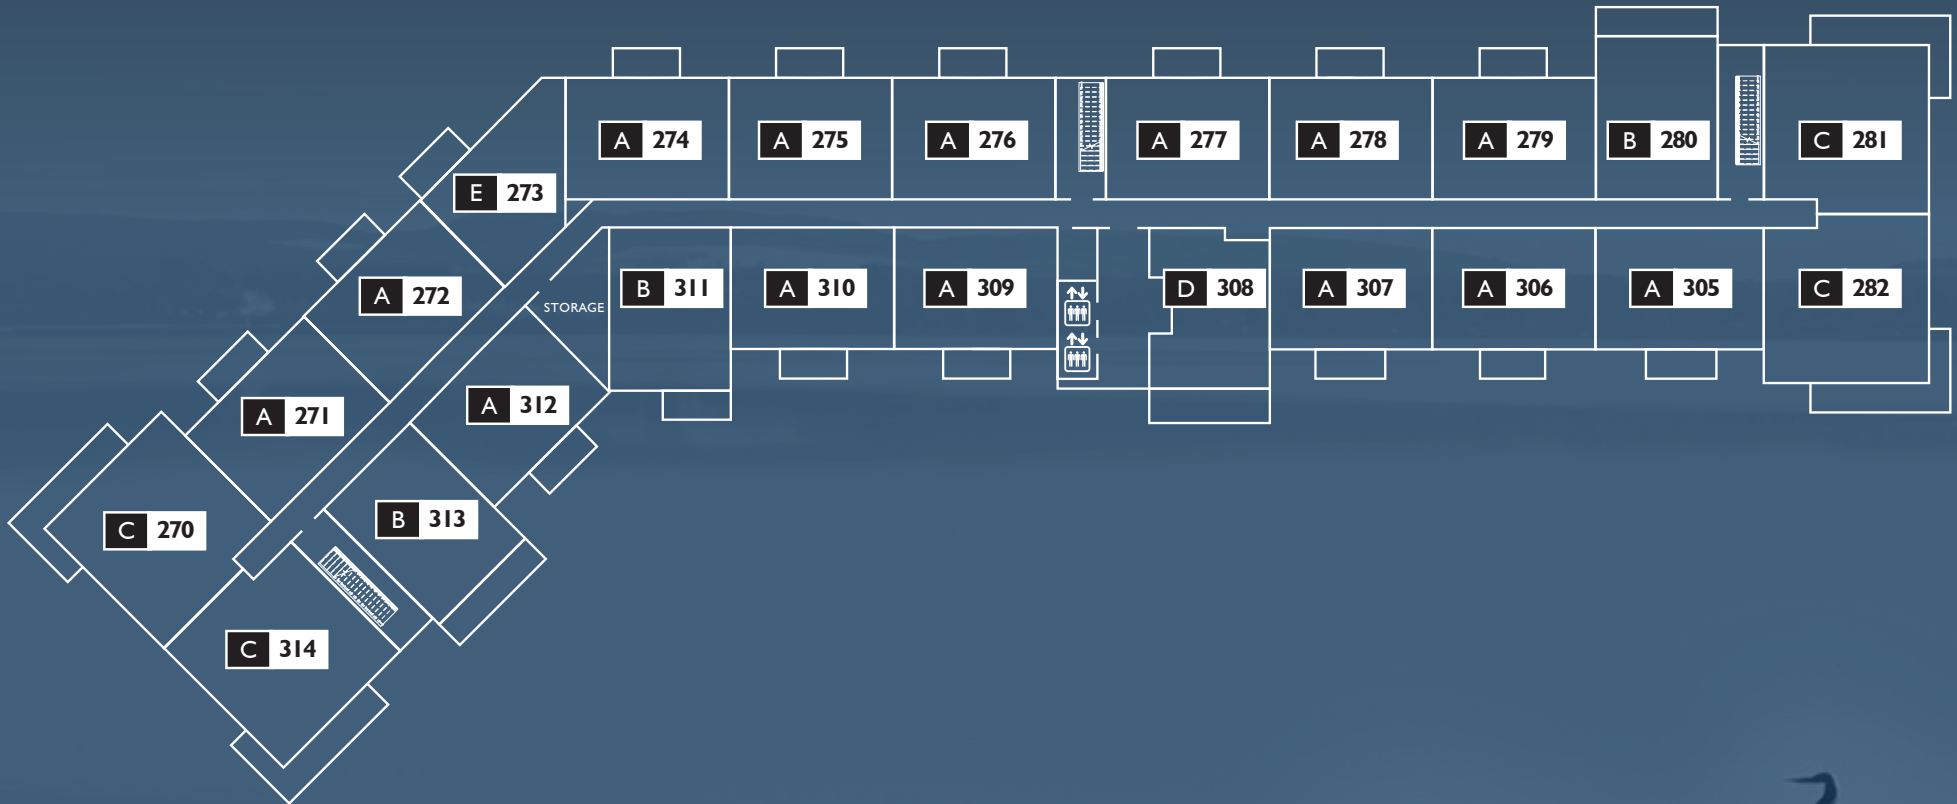 A 274
A 275
A 276
A 277
A 278
A 279
B 280
C 281
E 273
A 272
STORAGE
B 311
A 310
A 309
D 308
A 307
A 306
A 305
C 282
A 271
A 312
C 270
B 313
C 314